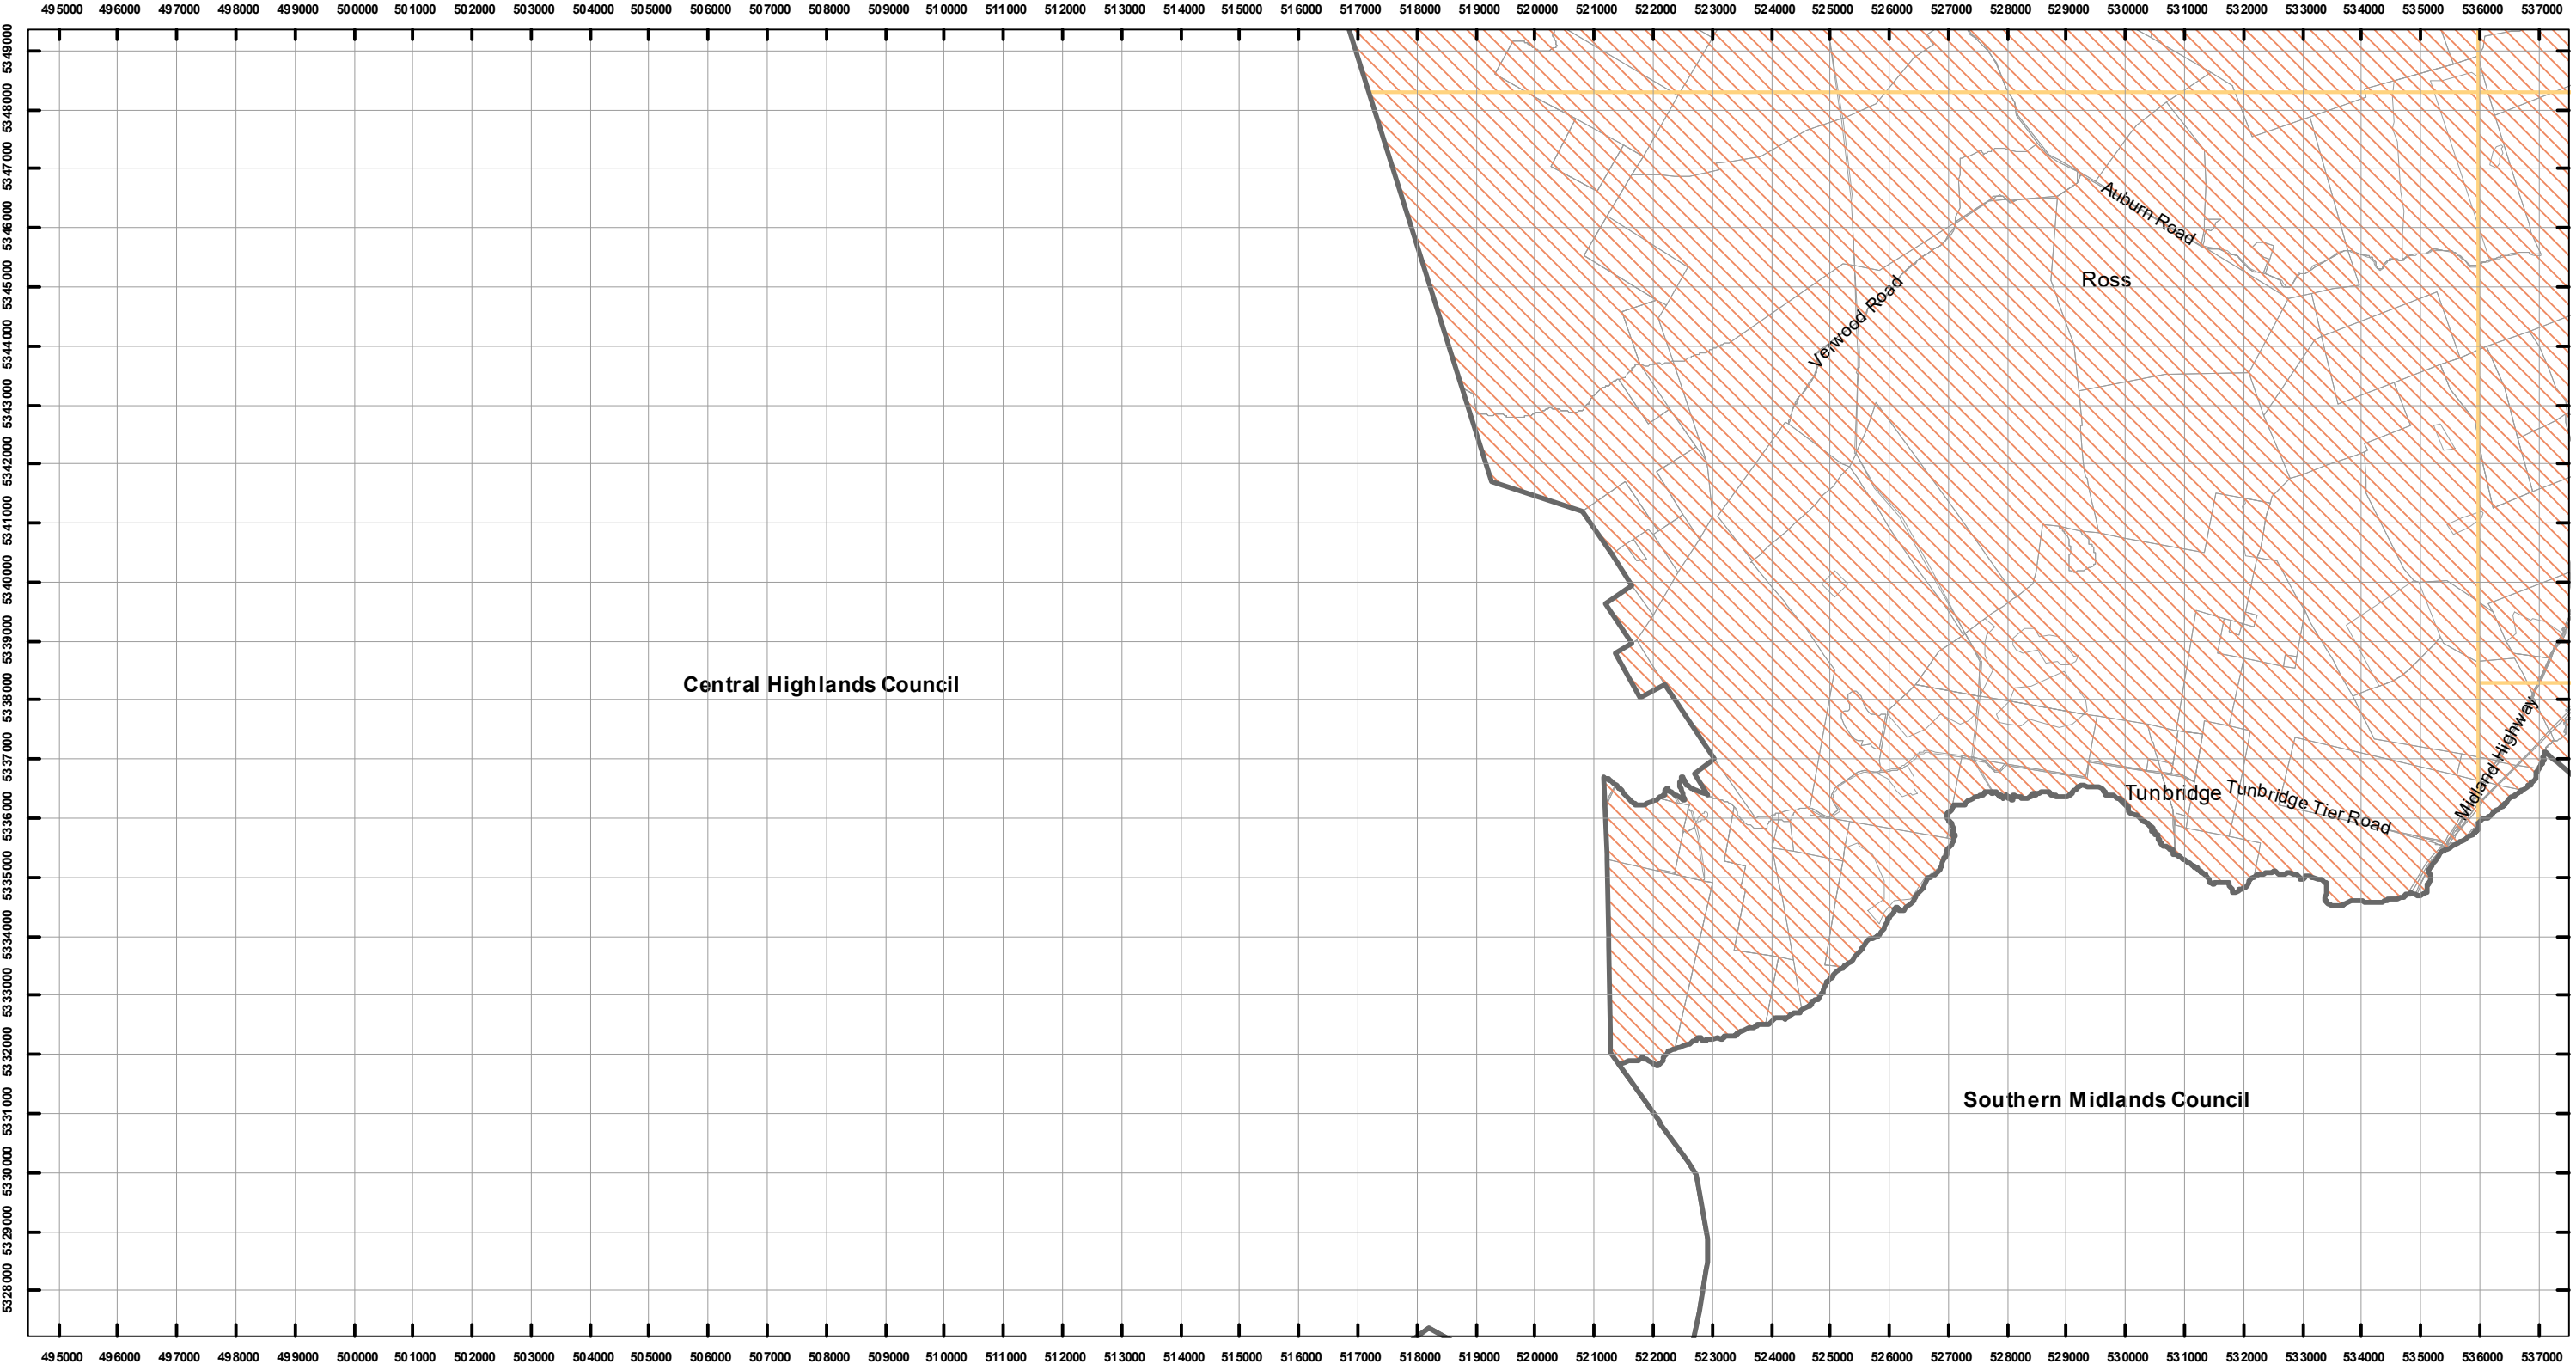 495000 496000 497000 498000 499000 500000 501000 502000 503000 504000 505000 506000 507000 508000 509000 510000 511000 512000 513000 514000 515000 516000 517000 518000 519000 520000 521000 522000 523000 524000 525000 526000 527000 528000 529000 530000 531000 532000 533000 534000 535000 536000 537000
5349000
5348000
5347000
5346000
Auburn Road
5345000
Ross
Verwood Road
5344000
5343000
5342000
5341000
5340000
5339000
Central Highlands Council
5338000
5337000
Midland Highway
Tunbridge
Tunbridge Tier Road
5336000
5335000
5334000
5333000
5332000
5331000
Southern Midlands Council
5330000
5329000
5328000
495000 496000 497000 498000 499000 500000 501000 502000 503000 504000 505000 506000 507000 508000 509000 510000 511000 512000 513000 514000 515000 516000 517000 518000 519000 520000 521000 522000 523000 524000 525000 526000 527000 528000 529000 530000 531000 532000 533000 534000 535000 536000 537000